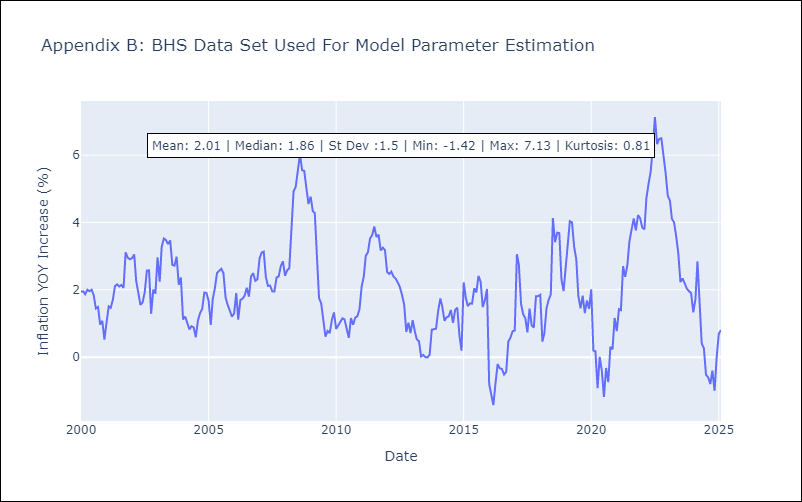 Appendix B: BHS Data Set Used For Model Parameter Estimation
Mean: 2.01 | Median: 1.86 | St Dev :1.5 | Min: -1.42 | Max: 7.13 | Kurtosis: 0.81
Inflation YOY Increase (%)
6
4
2
0
2000
2005
2010
2015
2020
2025
Date